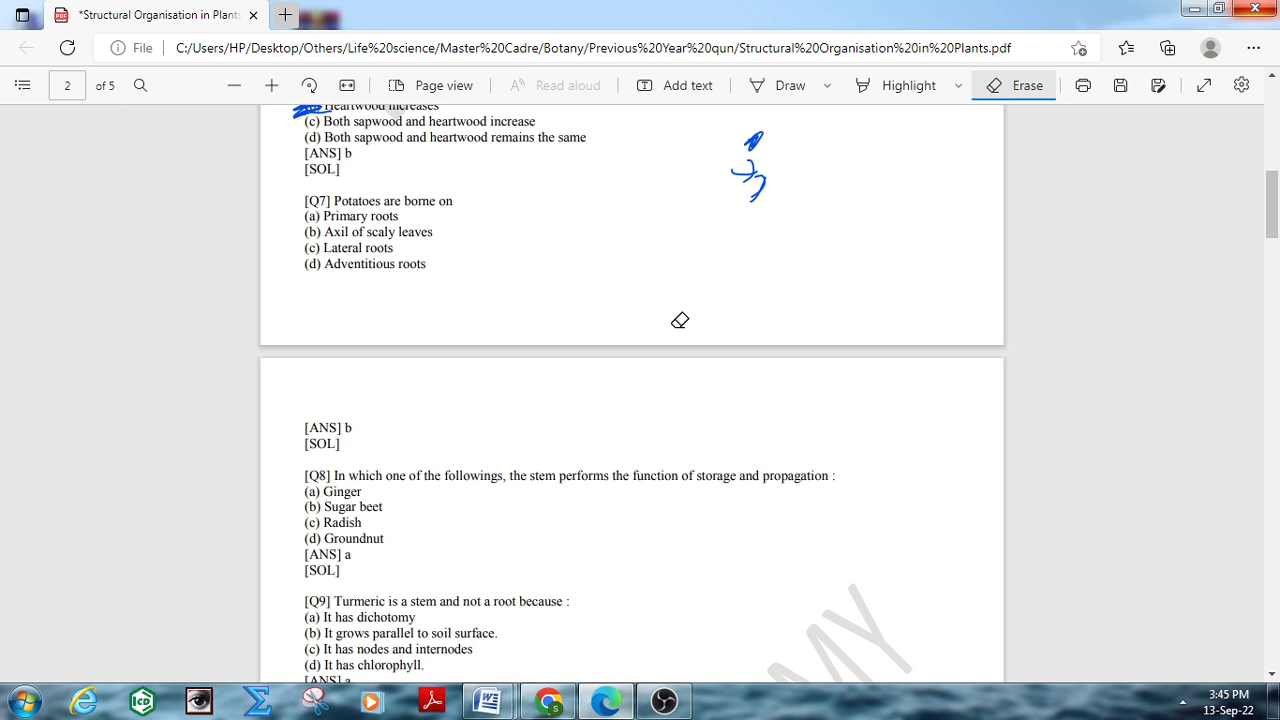 *Structural Organisation in Plants
File
C:/Users/HP/Desktop/Others/Life%20science/Master%20Cadre/Botany/Previous%20Year%20qun/Structural%20Organisation%20in%20Plants.pdf
2 of 5
Page view
Read aloud
Add text
Draw
Highlight
Erase
Heartwood increases
(c) Both sapwood and heartwood increase
(d) Both sapwood and heartwood remains the same
[ANS] b
[SOL]
[Q7] Potatoes are borne on
(a) Primary roots
(b) Axil of scaly leaves
(c) Lateral roots
(d) Adventitious roots
[ANS] b
[SOL]
[Q8] In which one of the followings, the stem performs the function of storage and propagation :
(a) Ginger
(b) Sugar beet
(c) Radish
(d) Groundnut
[ANS] a
[SOL]
[Q9] Turmeric is a stem and not a root because :
(a) It has dichotomy
(b) It grows parallel to soil surface.
(c) It has nodes and internodes
(d) It has chlorophyll.
[ANS] a
MY
3:45 PM
13-Sep-22